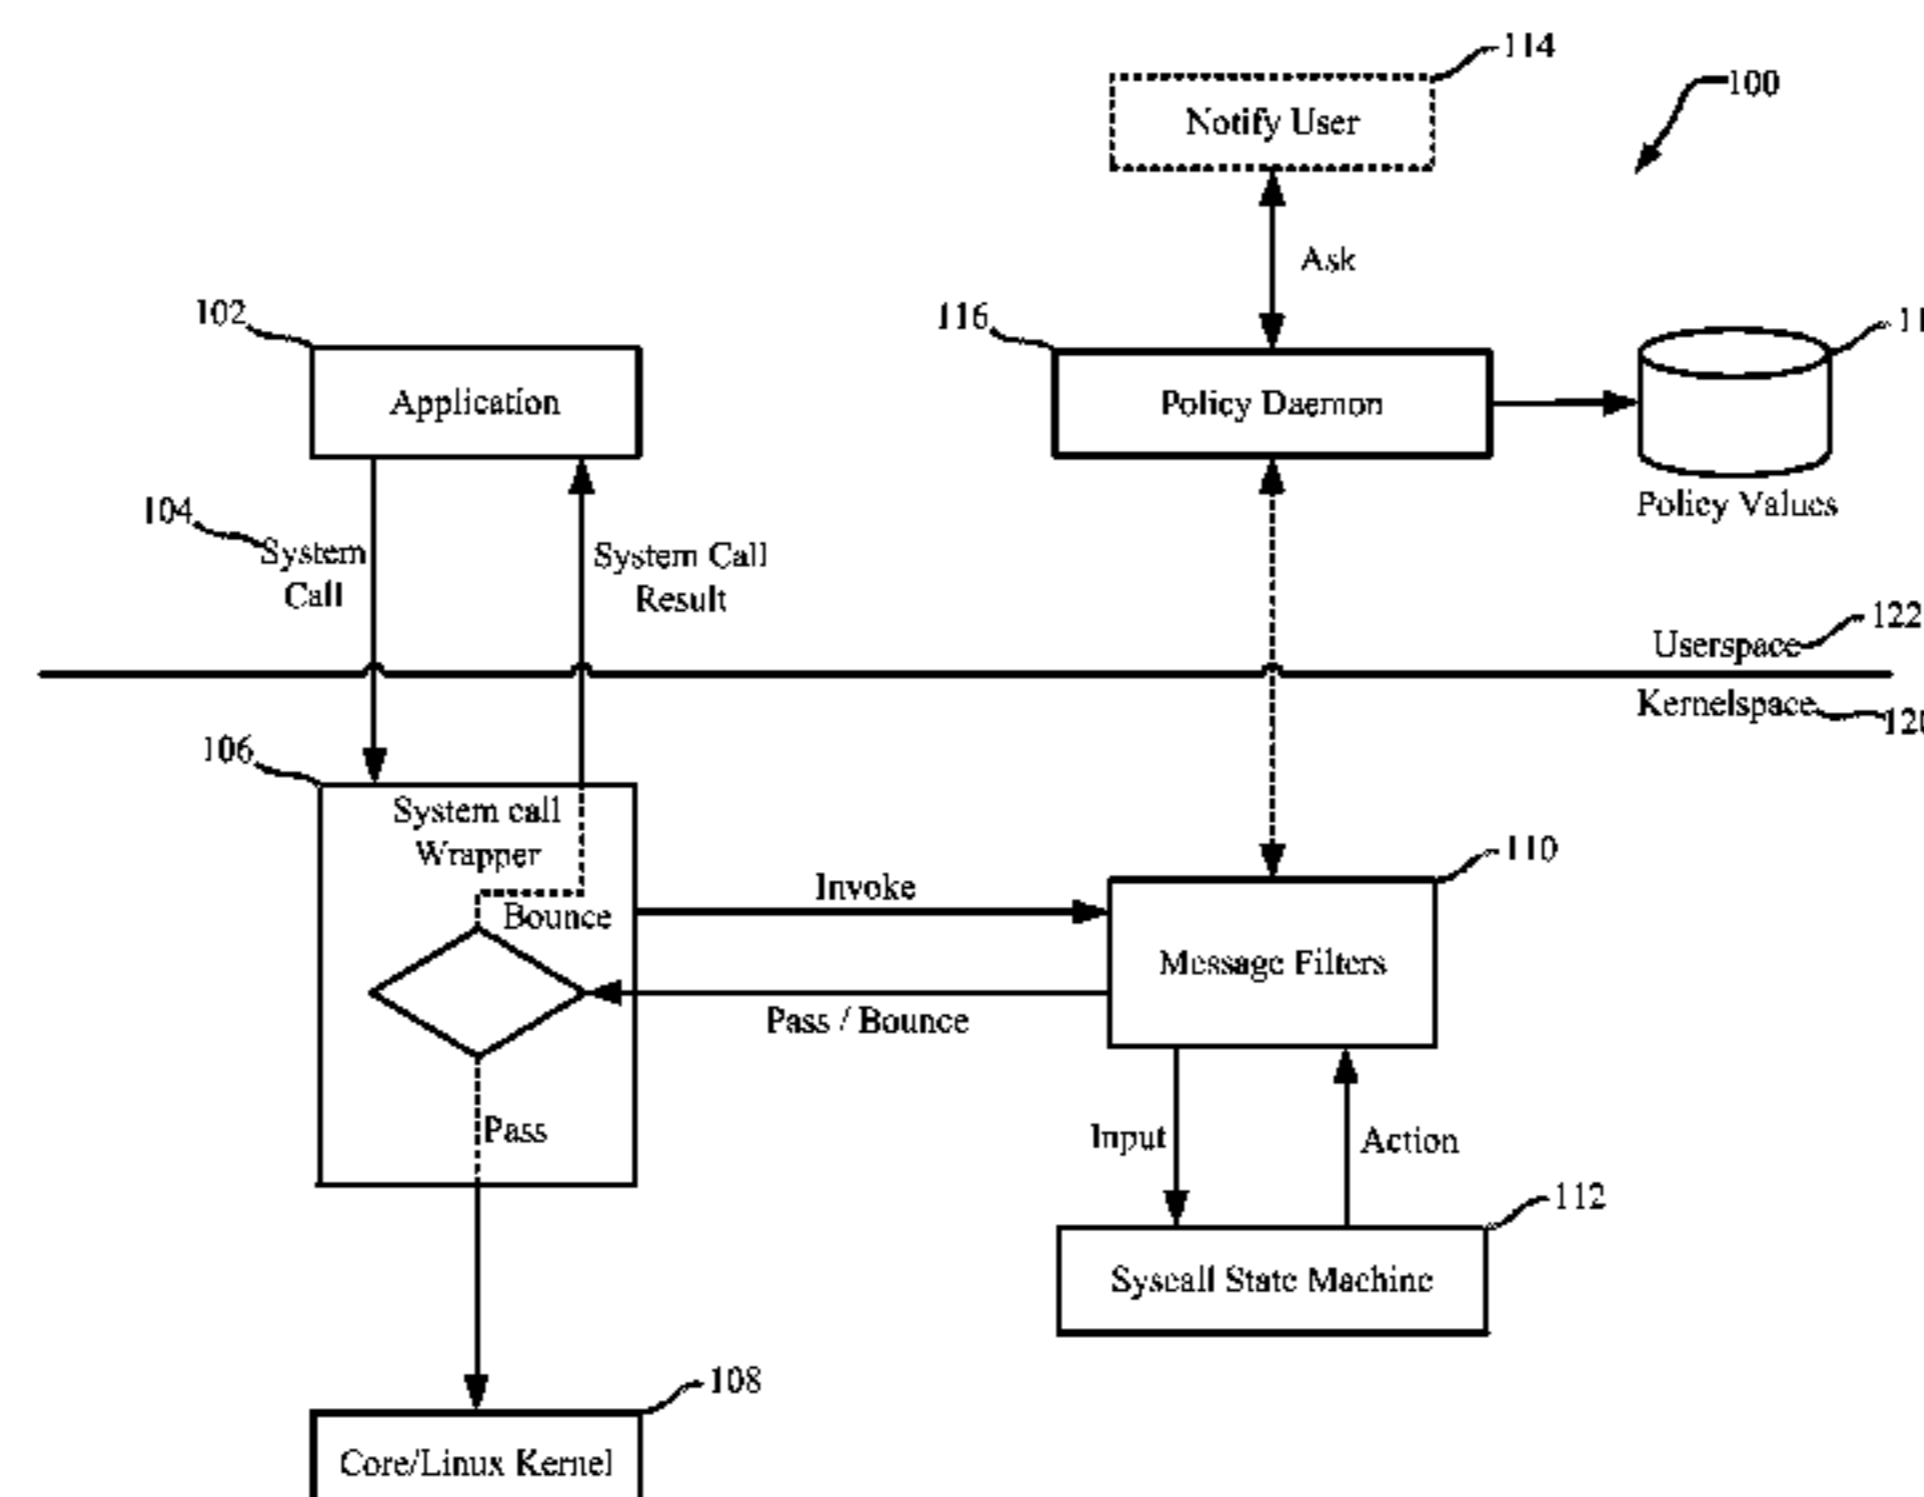 114
100
Notify User
Ask
102
116
11
Application
Policy Daemon
Policy Values
104
System
Call
System Call
Result
122
Userspace
Kernelspace
120
106
System call
Wrapper
110
Invoke
Bounce
Message Filters
Pass / Bounce
Pass
Input
Action
112
Syscall State Machine
108
Core/Linux Kernel